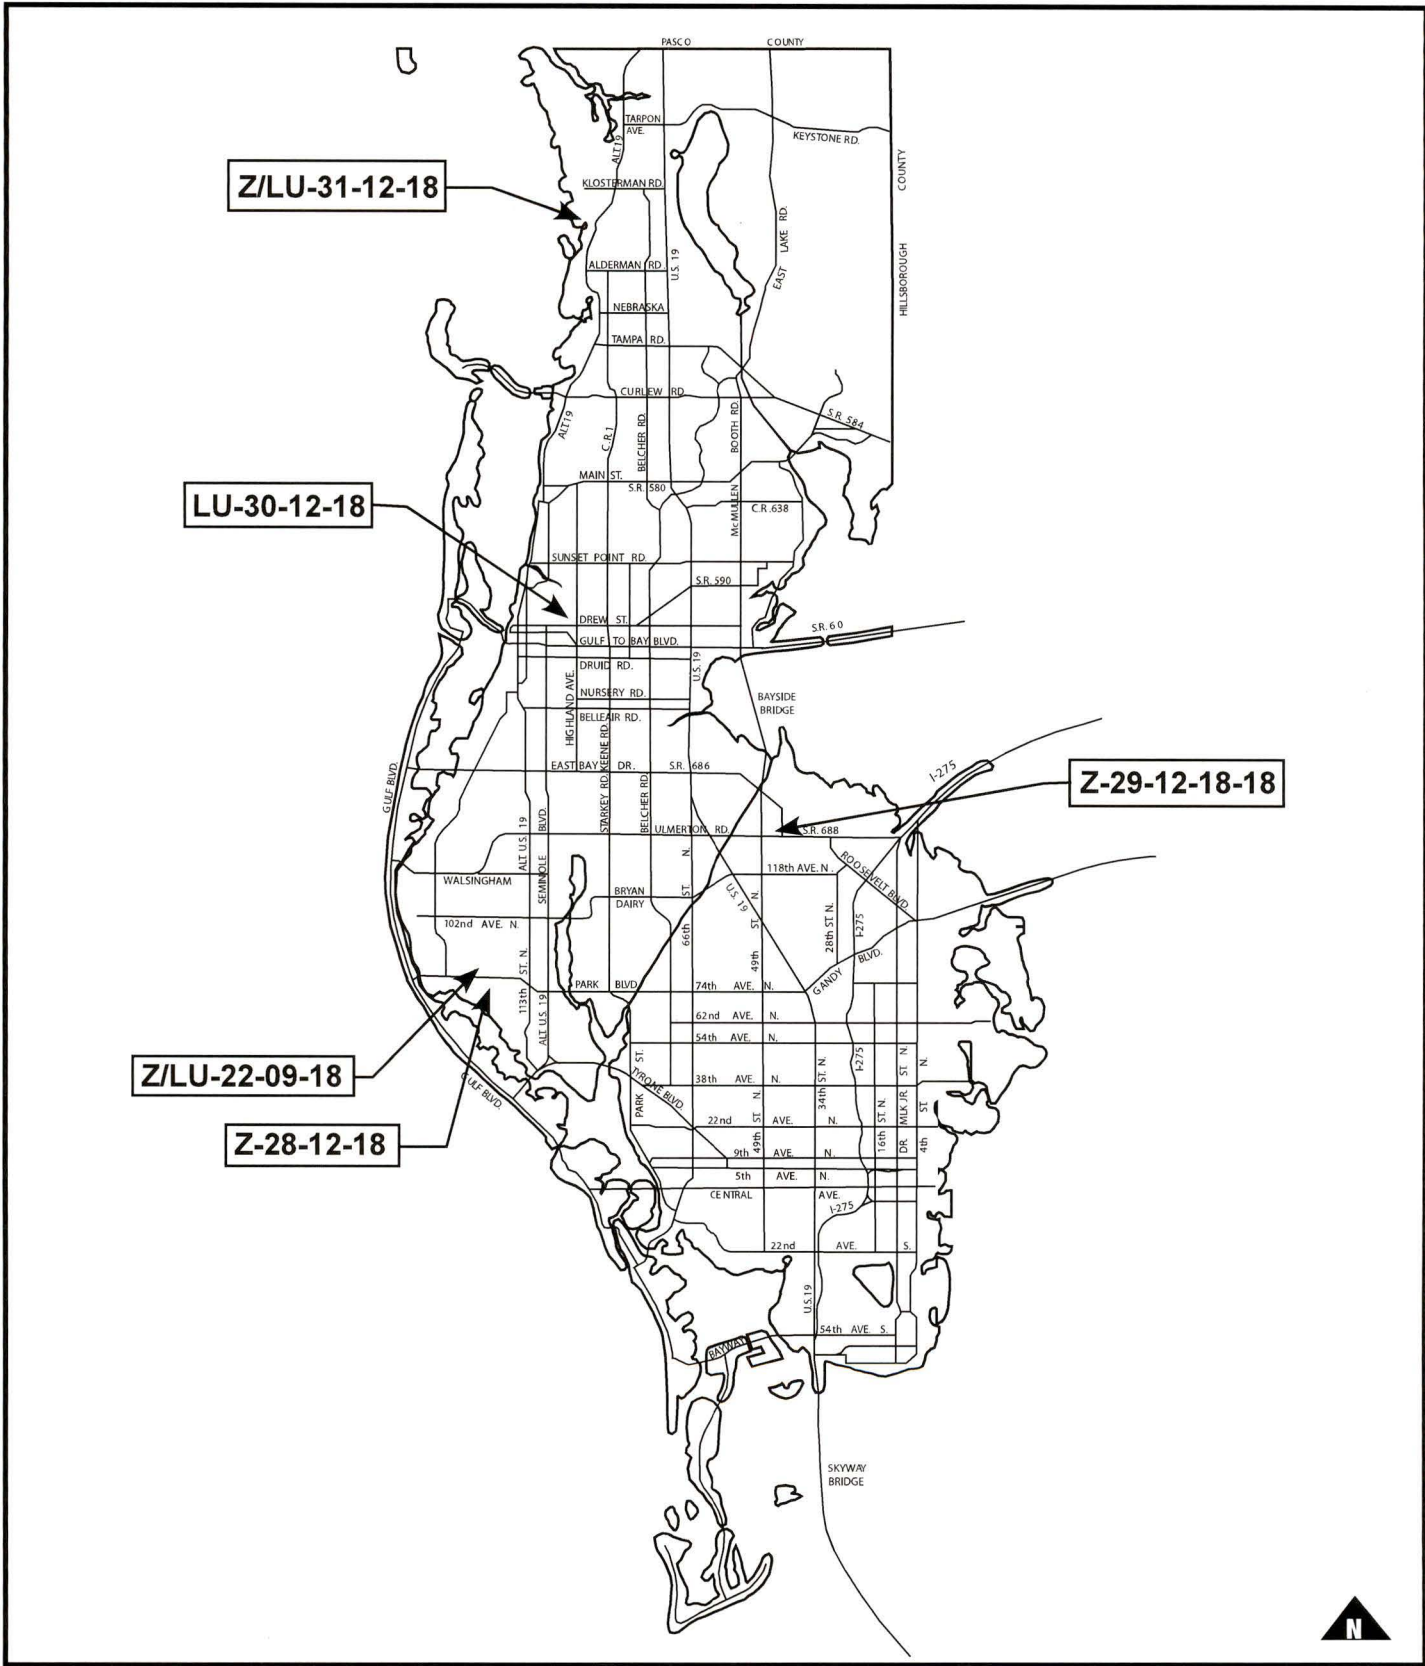 PASCO COUNTY
TARPON
AVE.
KEYSTONE RD.
ALT 19
COUNTY
Z/LU-31-12-18
KLOSTERMAN RD.
EAST LAKE RD.
U.S. 19
HILLSBOROUGH
ALDERMAN RD.
NEBRASKA
TAMPA RD.
CURLEW RD
ALT 19
C.R. 1
BELCHER RD.
BOOTH RD.
S.R. 584
MAIN ST.
S.R. 580
LU-30-12-18
McMULLEN
C.R. 638
SUNSET POINT RD.
S.R. 590
DREW ST.
S.R. 60
GULF TO BAY BLVD.
DRUID RD.
U.S. 19
NURSERY RD.
BAYSIDE
BRIDGE
HIGHLAND AVE.
BELLEAIR RD.
KEENE RD.
EAST BAY DR. S.R. 686
GULF BLVD.
I-275
Z-29-12-18-18
STARKEY RD.
BELCHER RD.
ALT U.S. 19
SEMINOLE BLVD.
ULMERTON RD.
S.R. 688
118th AVE. N.
ROOSEVELT BLVD.
WALSINGHAM
BRYAN
DAIRY
U.S. 19
66th ST. N.
49th ST. N.
28th ST. N.
I-275
102nd AVE. N.
GANDY BLVD.
113th ST. N.
ALT U.S. 19
PARK BLVD.
74th AVE. N.
62nd AVE. N.
54th AVE. N.
Z/LU-22-09-18
GULF BLVD.
PARK ST.
TYRONE BLVD.
38th AVE. N.
34th ST. N.
I-275
16th ST. N.
DR. MLK JR. ST. N.
4th ST. N.
Z-28-12-18
22nd AVE. N.
49th ST. N.
9th AVE. N.
5th AVE. N.
CENTRAL AVE.
I-275
22nd AVE. S.
U.S. 19
54th AVE. S.
BAYWAY
SKYWAY
BRIDGE
N